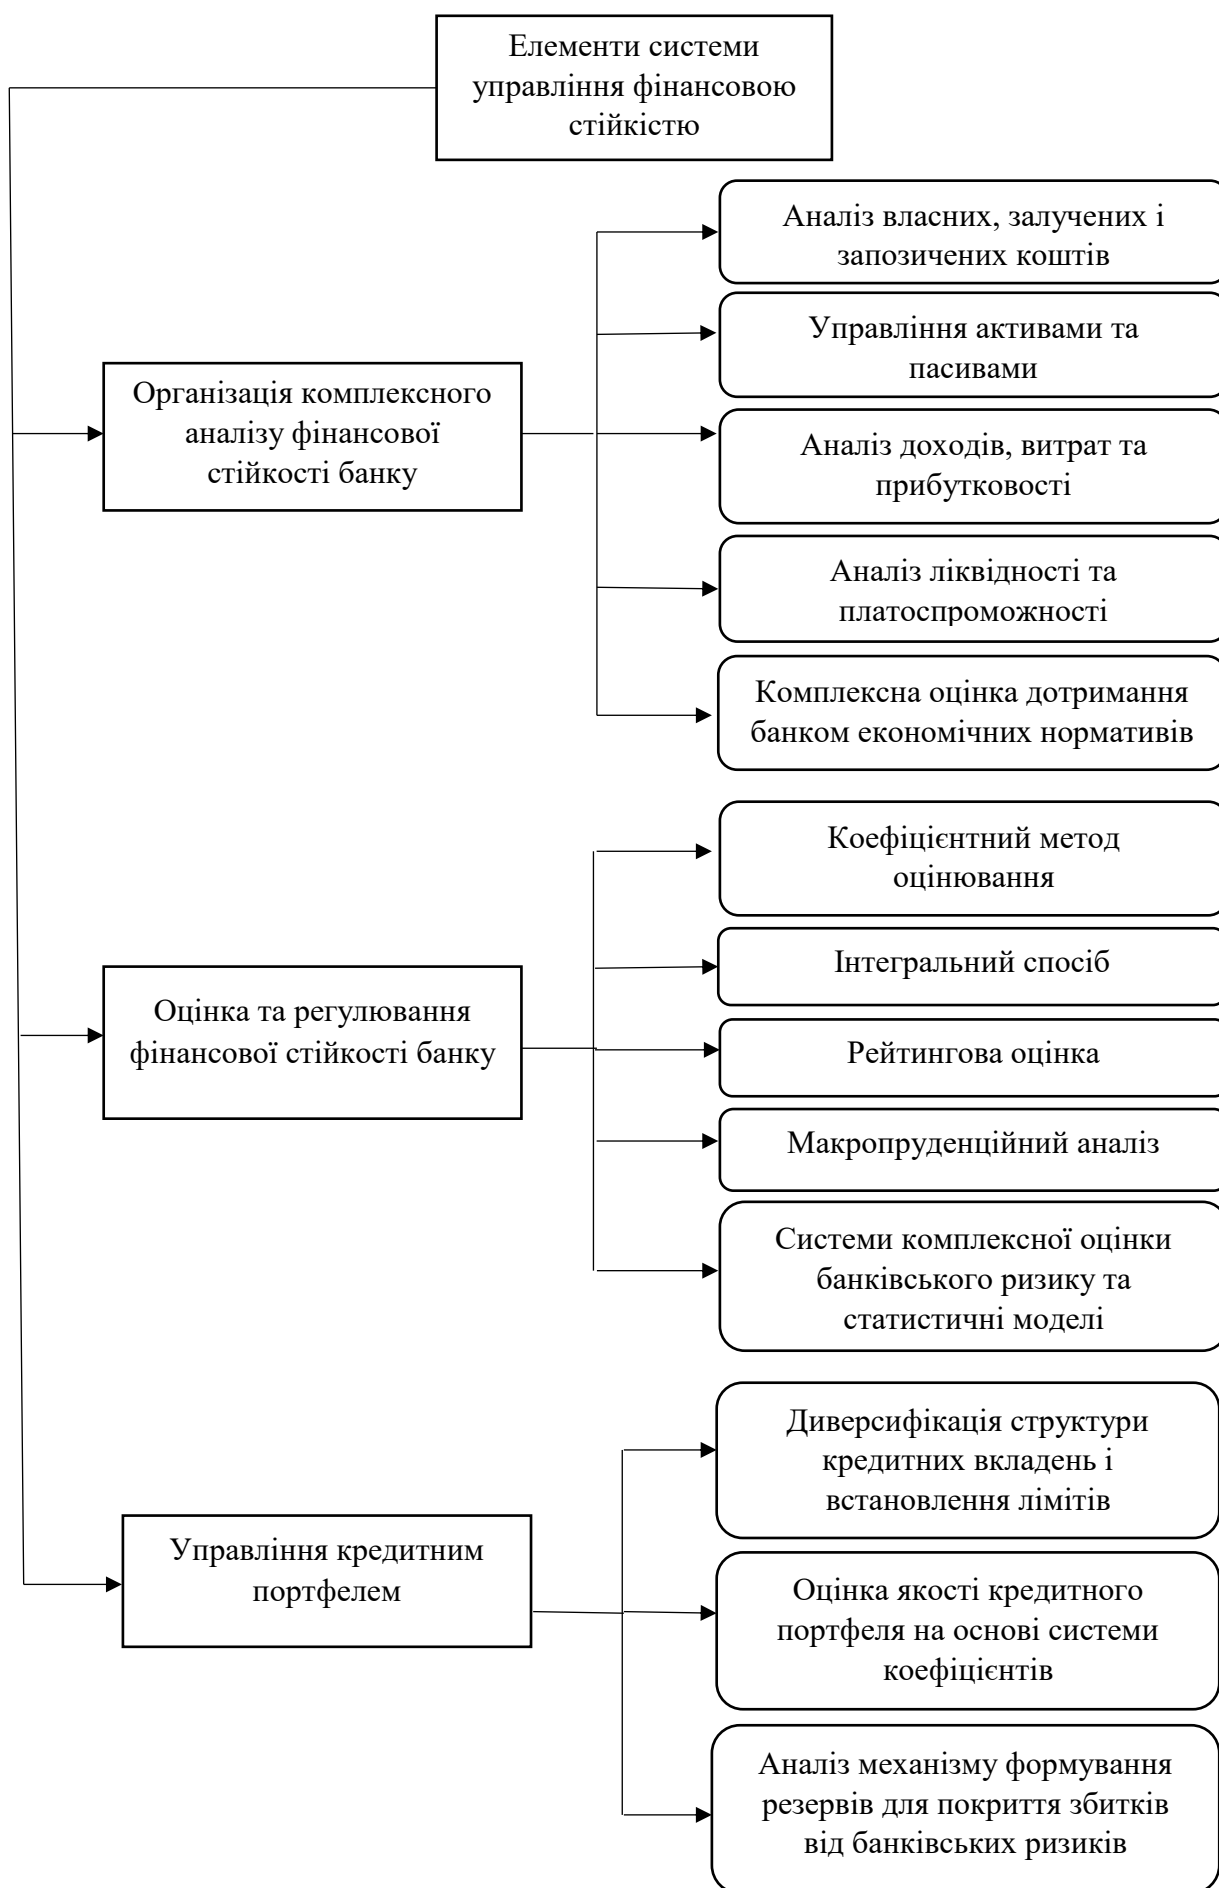 Елементи системи
управління фінансовою
стійкістю
Організація комплексного
аналізу фінансової
стійкості банку
Аналіз власних, залучених і
запозичених коштів
Управління активами та
пасивами
Аналіз доходів, витрат та
прибутковості
Аналіз ліквідності та
платоспроможності
Комплексна оцінка дотримання
банком економічних нормативів
Оцінка та регулювання
фінансової стійкості банку
Коефіцієнтний метод
оцінювання
Інтегральний спосіб
Рейтингова оцінка
Макропруденційний аналіз
Системи комплексної оцінки
банківського ризику та
статистичні моделі
Управління кредитним
портфелем
Диверсифікація структури
кредитних вкладень і
встановлення лімітів
Оцінка якості кредитного
портфеля на основі системи
коефіцієнтів
Аналіз механізму формування
резервів для покриття збитків
від банківських ризиків